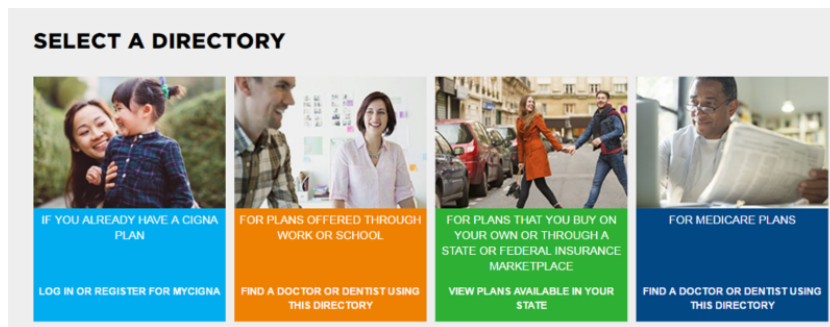 SELECT A DIRECTORY
IF YOU ALREADY HAVE A CIGNA
PLAN
LOG IN OR REGISTER FOR MYCIGNA
FOR PLANS OFFERED THROUGH
WORK OR SCHOOL
FIND A DOCTOR OR DENTIST USING
THIS DIRECTORY
FOR PLANS THAT YOU BUY ON
YOUR OWN OR THROUGH A
STATE OR FEDERAL INSURANCE
MARKETPLACE
VIEW PLANS AVAILABLE IN YOUR
STATE
FOR MEDICARE PLANS
FIND A DOCTOR OR DENTIST USING
THIS DIRECTORY